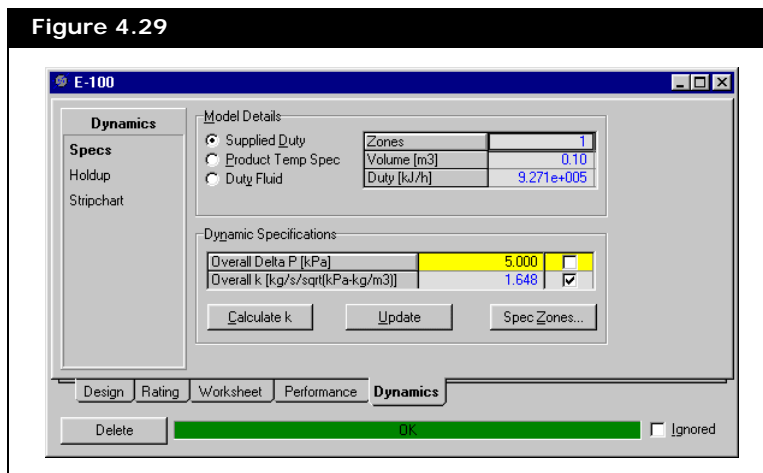 Figure 4.29
E-100
Dynamics
Specs
Holdup
Stripchart
Model Details
Supplied Duty
Product Temp Spec
Duty Fluid
Zones 1
Volume [m3] 0.10
Duty [kJ/h] 9.271e+005
Dynamic Specifications
Overall Delta P [kPa] 5.000
Overall k [kg/s/sqrt(kPa-kg/m3)] 1.648
Calculate k Update Spec Zones...
Design Rating Worksheet Performance Dynamics
Delete OK Ignored